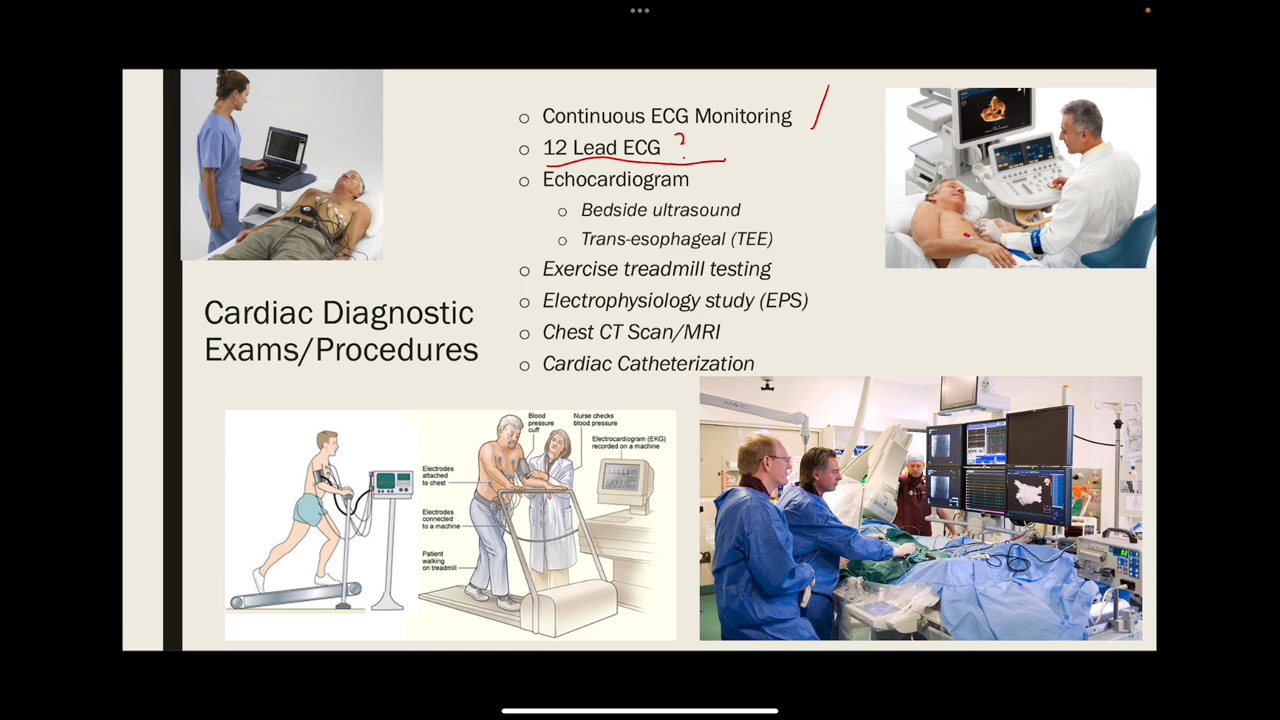 Continuous ECG Monitoring
12 Lead ECG ?
Echocardiogram
Bedside ultrasound
Trans-esophageal (TEE)
Exercise treadmill testing
Electrophysiology study (EPS)
Chest CT Scan/MRI
Cardiac Catheterization
Cardiac Diagnostic
Exams/Procedures
Blood
pressure
cuff
Nurse checks
blood pressure
Electrocardiogram (EKG)
recorded on a machine
Electrodes
attached
to chest
Electrodes
connected
to a machine
Patient
walking
on treadmill